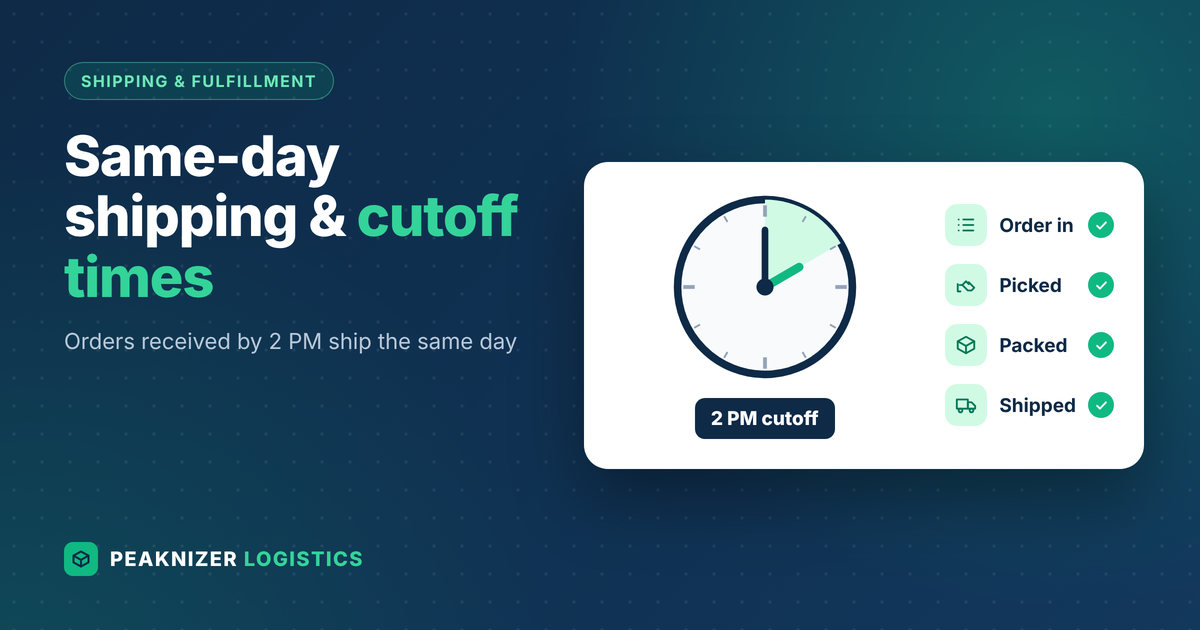 SHIPPING & FULFILLMENT
Same-day
shipping & cutoff
times
Orders received by 2 PM ship the same day
2 PM cutoff
Order in
Picked
Packed
Shipped
PEAKNIZER LOGISTICS